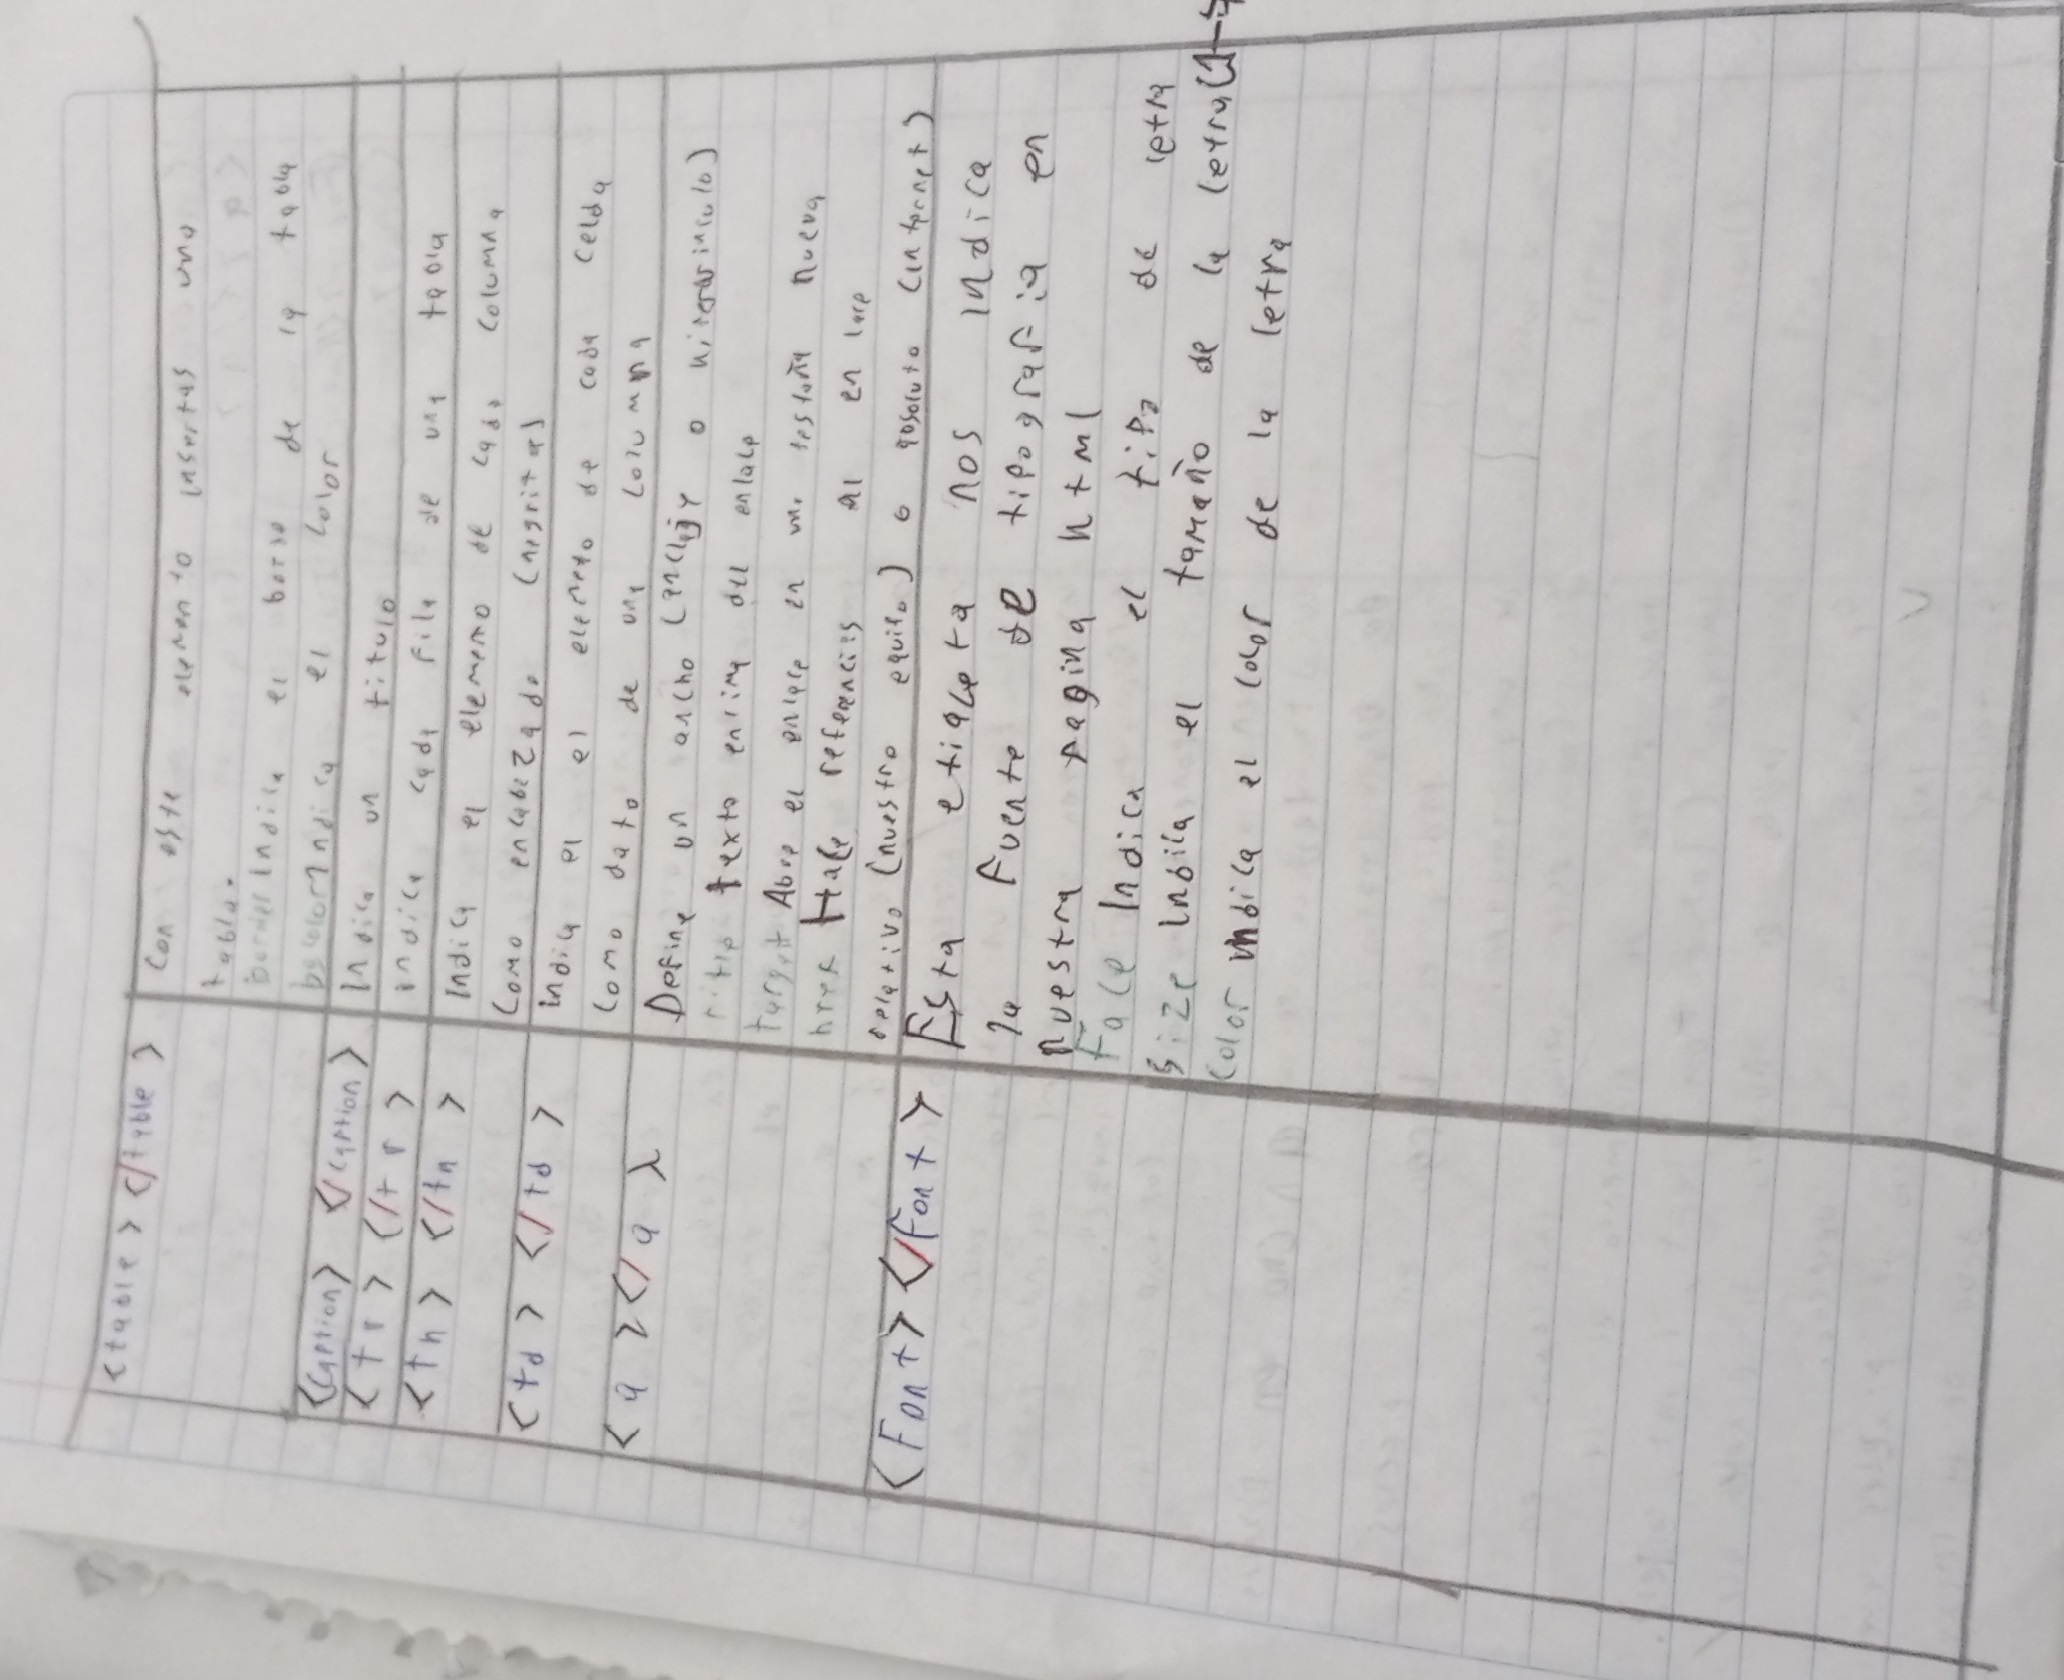 <table> </table>
Con este elemento insertas una
tabla.
border Indica el borde de la tabla
bgcolor Indica el color
<caption> </caption>
Indica un titulo
<tr> </tr>
indica cada fila de una tabla
<th> </th>
Indica el elemeno de cada columna
Como encabezado (negritas)
<td> </td>
indica el el elemeto de cada celda
Como dato de una columna
<a> </a>
Define un ancho ( o hipervinculo)
title texto encima del enlace
target Abre el enlace en una nueva
href Hace referencias al enlace
relativo (nuestro equipo) o absoluto (internet)
<Font> </Font>
Esta etiqueta nos indica
la Fuente de tipografia en
nuestra pagina html
Face Indica el tipo de letra
Size Indica el tamaño de la letra (1-
Color indica el color de la letra